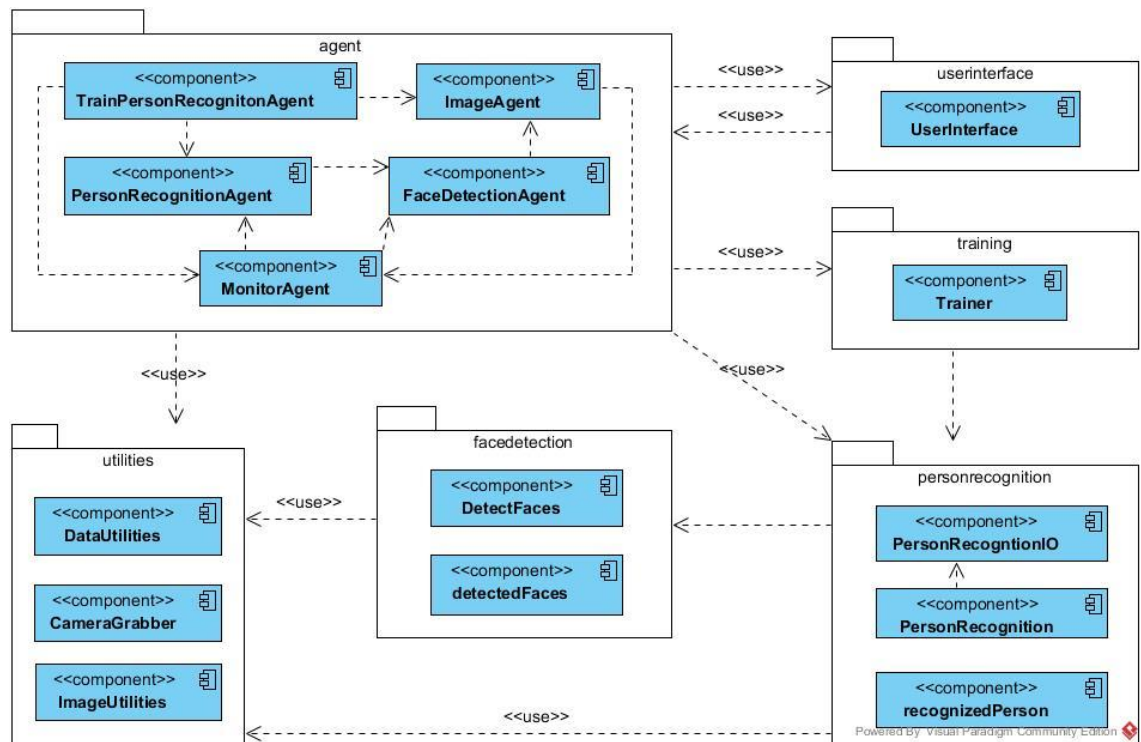 agent
<<component>>
TrainPersonRecognitonAgent
<<component>>
ImageAgent
<<component>>
PersonRecognitionAgent
<<component>>
FaceDetectionAgent
<<component>>
MonitorAgent
<<use>>
<<use>>
userinterface
<<component>>
UserInterface
<<use>>
training
<<component>>
Trainer
<<use>>
<<use>>
utilities
<<component>>
DataUtilities
<<component>>
CameraGrabber
<<component>>
ImageUtilities
<<use>>
facedetection
<<component>>
DetectFaces
<<component>>
detectedFaces
personrecognition
<<component>>
PersonRecogntionIO
<<component>>
PersonRecognition
<<component>>
recognizedPerson
<<use>>
Powered By Visual Paradigm Community Edition